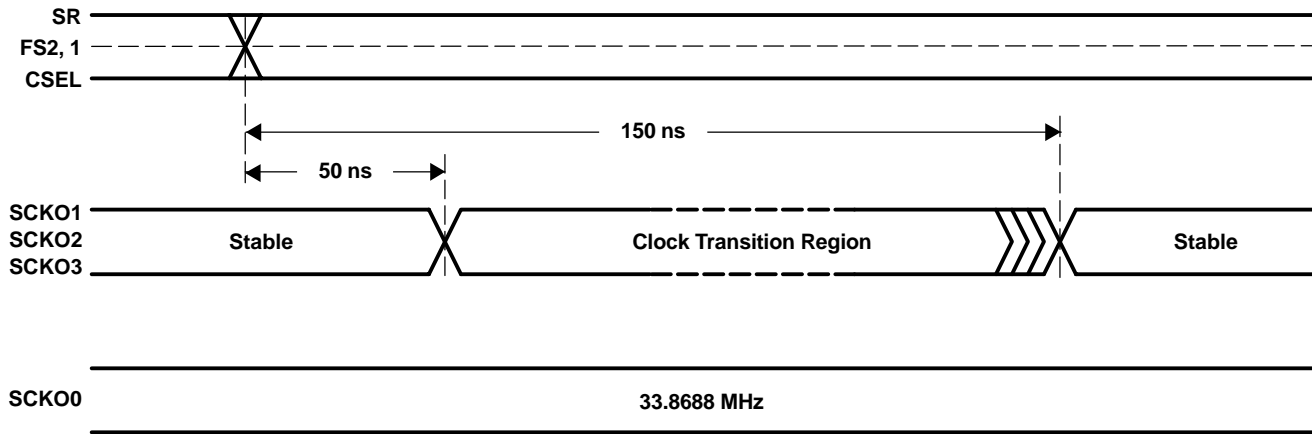 SR
FS2, 1
CSEL
150 ns
50 ns
SCKO1
SCKO2
SCKO3
Stable
Clock Transition Region
Stable
SCKO0
33.8688 MHz